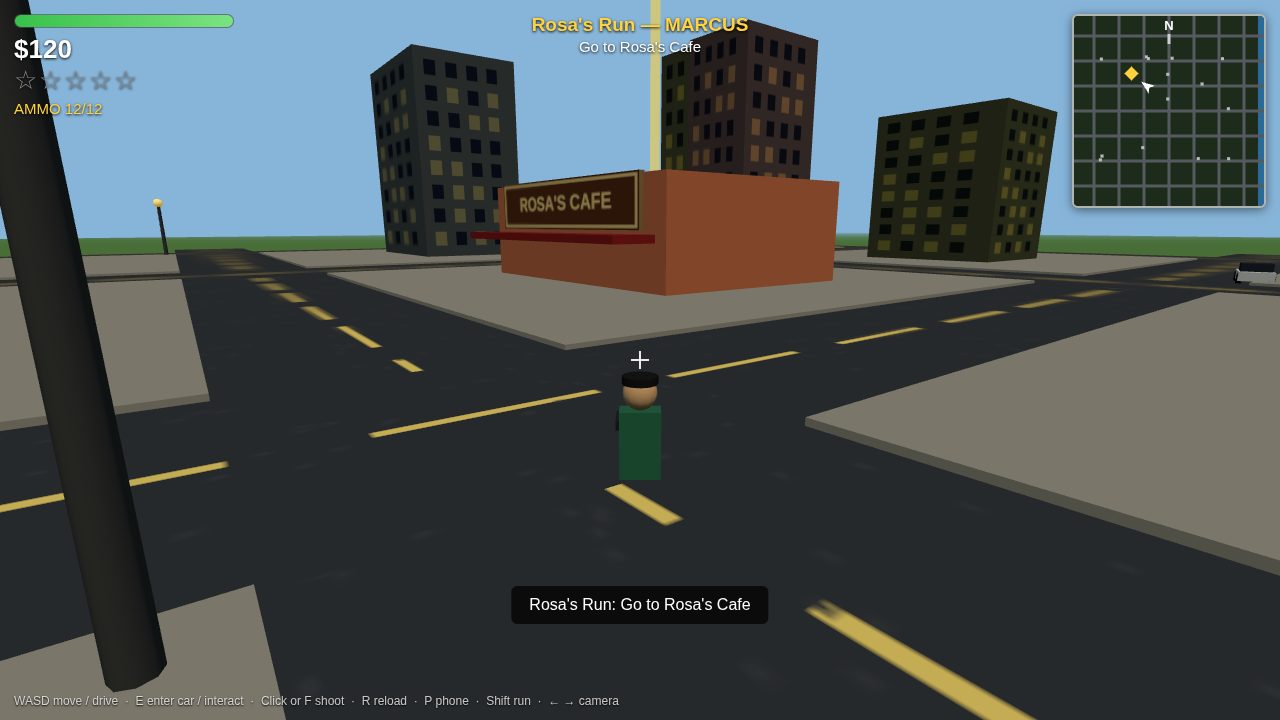 Rosa's Run — MARCUS
Go to Rosa's Cafe
$120
AMMO 12/12
N
ROSA'S CAFE
Rosa's Run: Go to Rosa's Cafe
WASD move / drive · E enter car / interact · Click or F shoot · R reload · P phone · Shift run · ← → camera